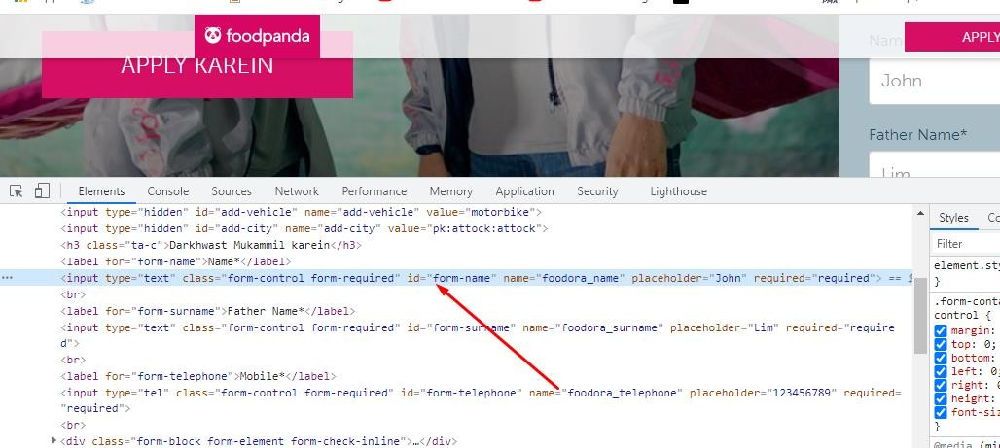 foodpanda
APPLY
Name
APPLY KAREIN
John
Father Name*
Lim
Elements Console Sources Network Performance Memory Application Security Lighthouse
Styles
Filter
<input type="hidden" id="add-vehicle" name="add-vehicle" value="motorbike">
<input type="hidden" id="add-city" name="add-city" value="pk:attock:attock">
<h3 class="ta-c">Darkhwast Mukammil karein</h3>
<label for="form-name">Name*</label>
... <input type="text" class="form-control form-required" id="form-name" name="foodora_name" placeholder="John" required="required"> ==
<br>
<label for="form-surname">Father Name*</label>
<input type="text" class="form-control form-required" id="form-surname" name="foodora_surname" placeholder="Lim" required="require
d">
<br>
<label for="form-telephone">Mobile*</label>
<input type="tel" class="form-control form-required" id="form-telephone" name="foodora_telephone" placeholder="123456789" required=
"required">
<br>
<div class="form-block form-element form-check-inline">…</div>
element.sty
}
.form-conta
control {
margin:
top: 0;
bottom:
left: 0;
right: 0
height:
font-siz
}
@media (mi